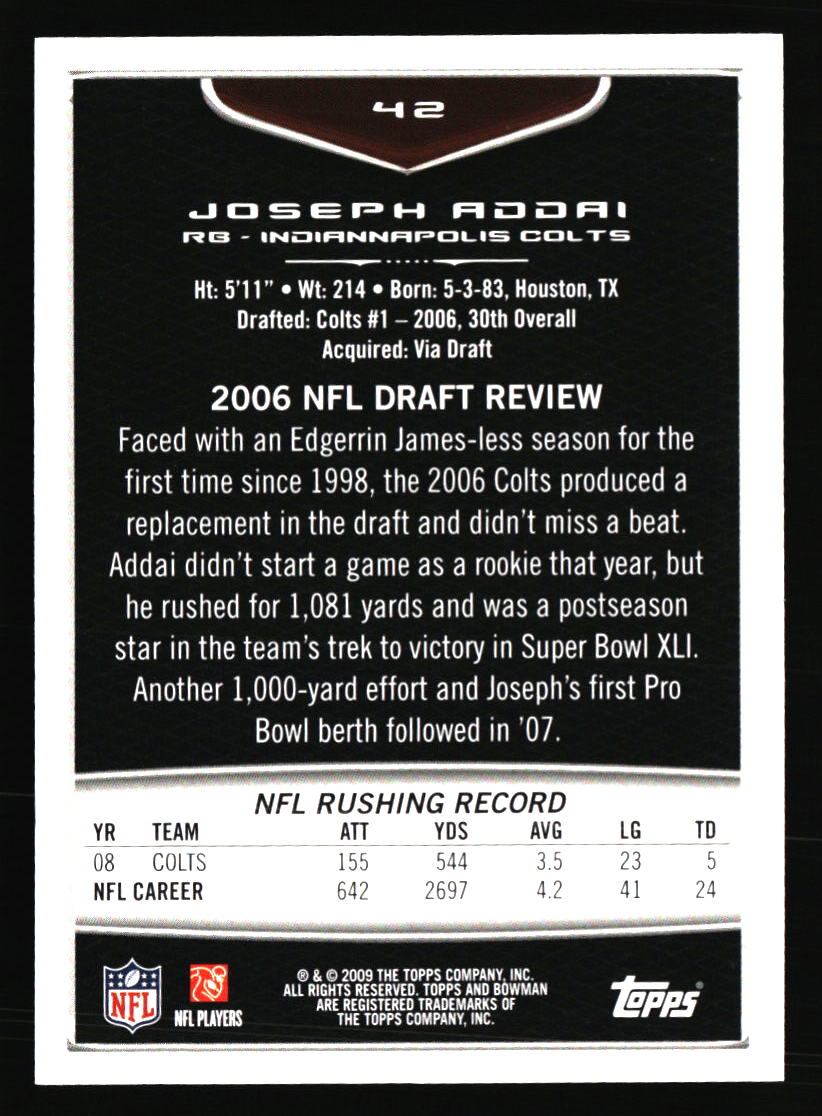 42
JOSEPH ADDAI
RB - INDIANNAPOLIS COLTS
Ht: 5'11" • Wt: 214 • Born: 5-3-83, Houston, TX
Drafted: Colts #1 – 2006, 30th Overall
Acquired: Via Draft
2006 NFL DRAFT REVIEW
Faced with an Edgerrin James-less season for the
first time since 1998, the 2006 Colts produced a
replacement in the draft and didn't miss a beat.
Addai didn't start a game as a rookie that year, but
he rushed for 1,081 yards and was a postseason
star in the team's trek to victory in Super Bowl XLI.
Another 1,000-yard effort and Joseph's first Pro
Bowl berth followed in '07.
NFL RUSHING RECORD
YR TEAM ATT YDS AVG LG TD
08 COLTS 155 544 3.5 23 5
NFL CAREER 642 2697 4.2 41 24
NFL
NFL PLAYERS
® & © 2009 THE TOPPS COMPANY, INC.
ALL RIGHTS RESERVED. TOPPS AND BOWMAN
ARE REGISTERED TRADEMARKS OF
THE TOPPS COMPANY, INC.
Topps®